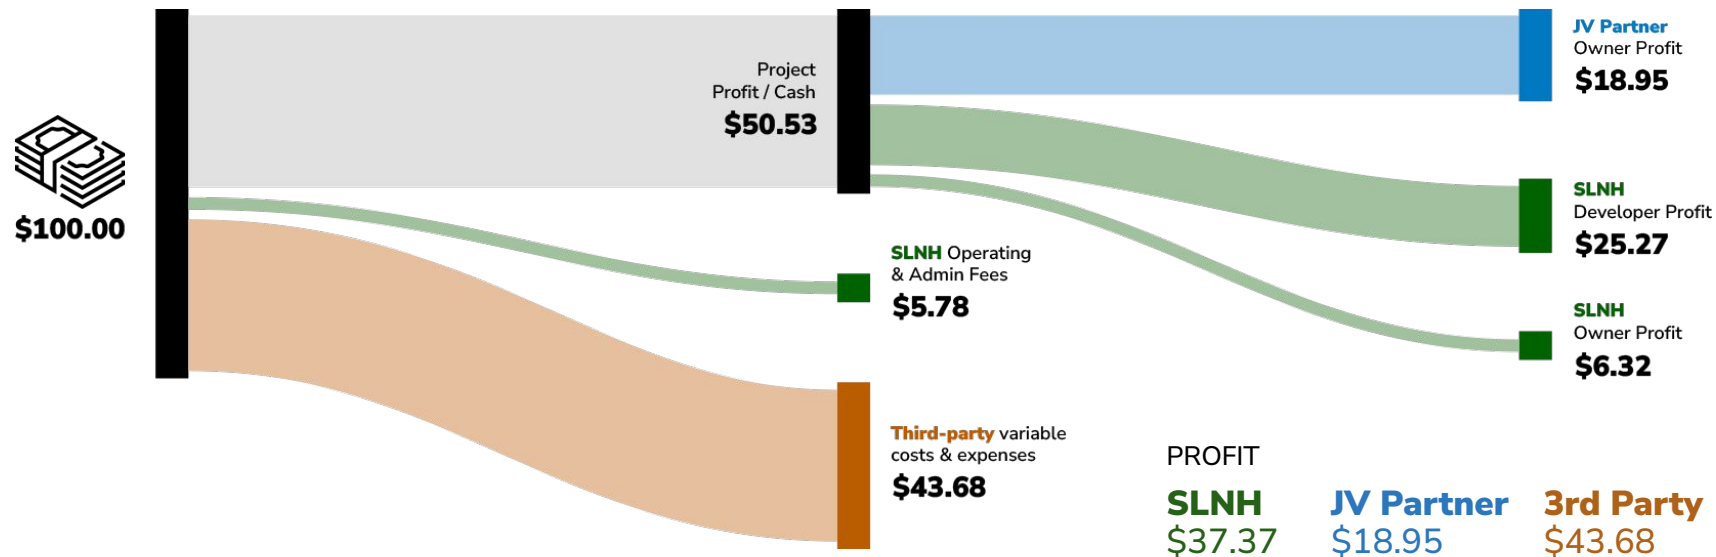 $100.00
Project
Profit / Cash
$50.53
SLNH Operating
& Admin Fees
$5.78
Third-party variable
costs & expenses
$43.68
JV Partner
Owner Profit
$18.95
SLNH
Developer Profit
$25.27
SLNH
Owner Profit
$6.32
PROFIT
SLNH JV Partner 3rd Party
$37.37 $18.95 $43.68